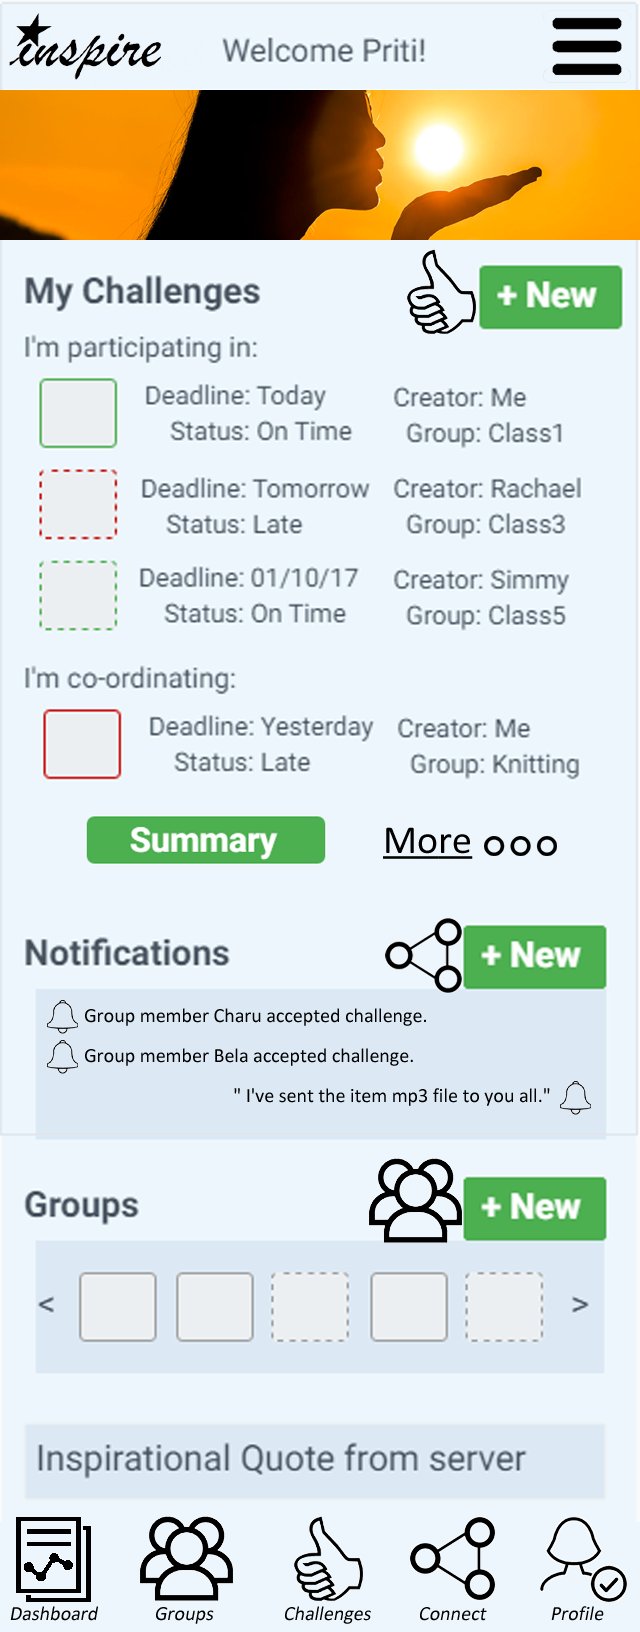 inspire
Welcome Priti!
My Challenges
+ New
I'm participating in:
Deadline: Today
Creator: Me
Status: On Time
Group: Class1
Deadline: Tomorrow
Creator: Rachael
Status: Late
Group: Class3
Deadline: 01/10/17
Creator: Simmy
Status: On Time
Group: Class5
I'm co-ordinating:
Deadline: Yesterday
Creator: Me
Status: Late
Group: Knitting
Summary
More
Notifications
+ New
Group member Charu accepted challenge.
Group member Bela accepted challenge.
" I've sent the item mp3 file to you all."
Groups
+ New
< >
Inspirational Quote from server
Dashboard
Groups
Challenges
Connect
Profile